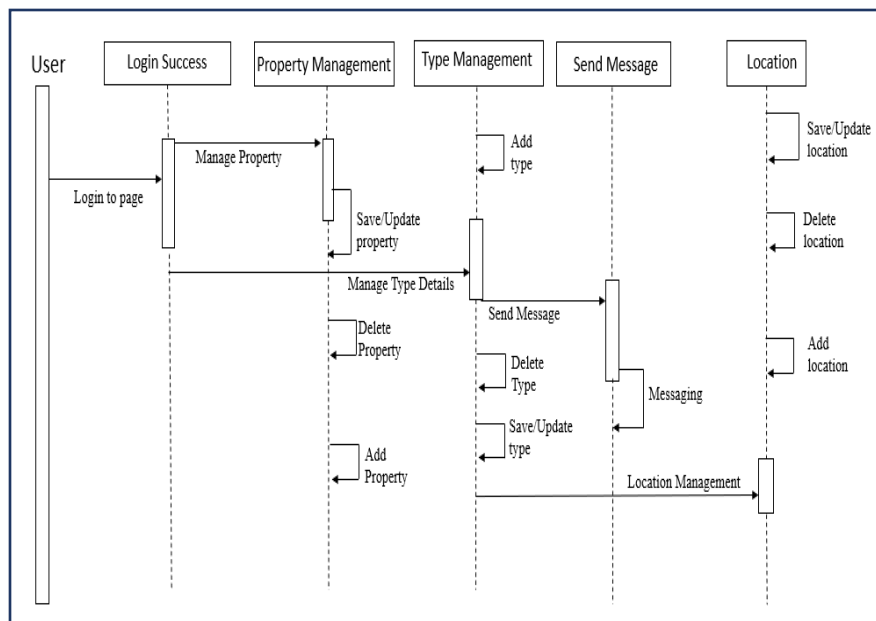 User
Login Success
Property Management
Type Management
Send Message
Location
Save/Update
location
Add
type
Manage Property
Login to page
Save/Update
property
Delete
location
Manage Type Details
Send Message
Delete
Property
Delete
Type
Add
location
Messaging
Save/Update
type
Add
Property
Location Management